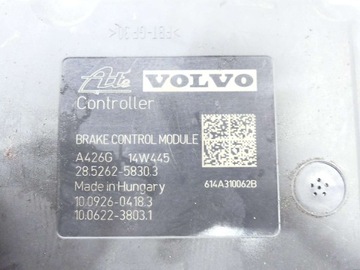 Ate VOLVO
Controller
BRAKE CONTROL MODULE
A426G 14W445
28.5262-5830.3
Made in Hungary
614A310062B
10.0926-0418.3
10.0622-3803.1